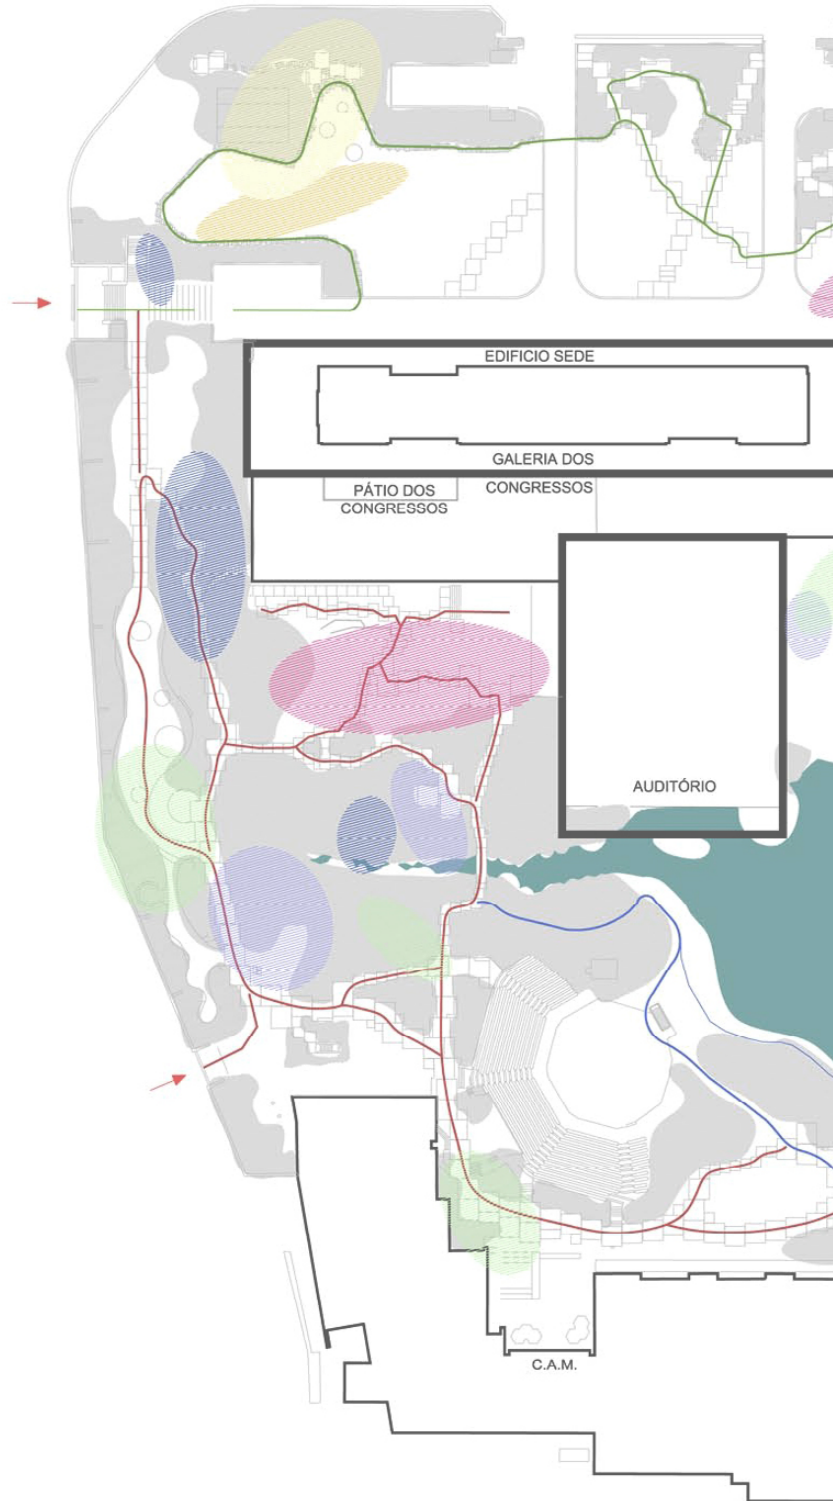 EDIFICIO SEDE
GALERIA DOS
CONGRESSOS
PÁTIO DOS
CONGRESSOS
AUDITÓRIO
C.A.M.